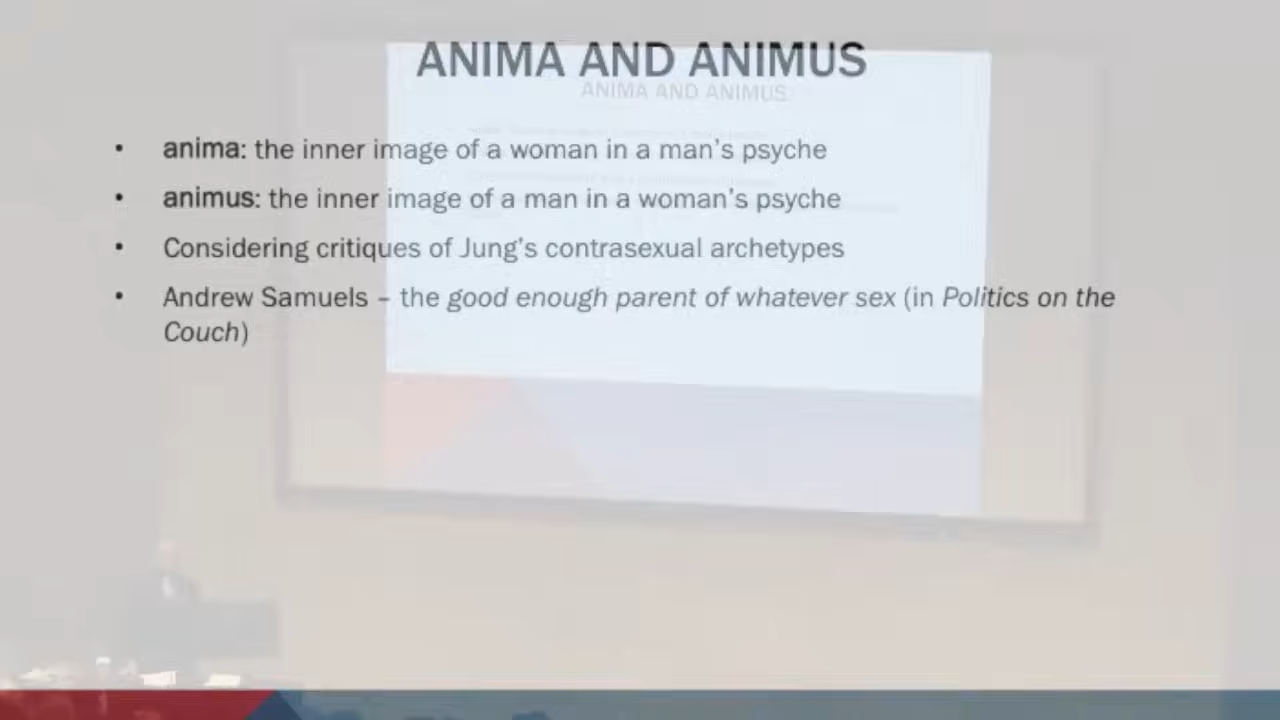 ANIMA AND ANIMUS
ANIMA AND ANIMUS
• anima: the inner image of a woman in a man’s psyche
• animus: the inner image of a man in a woman’s psyche
• Considering critiques of Jung’s contrasexual archetypes
• Andrew Samuels – the good enough parent of whatever sex (in Politics on the
Couch)